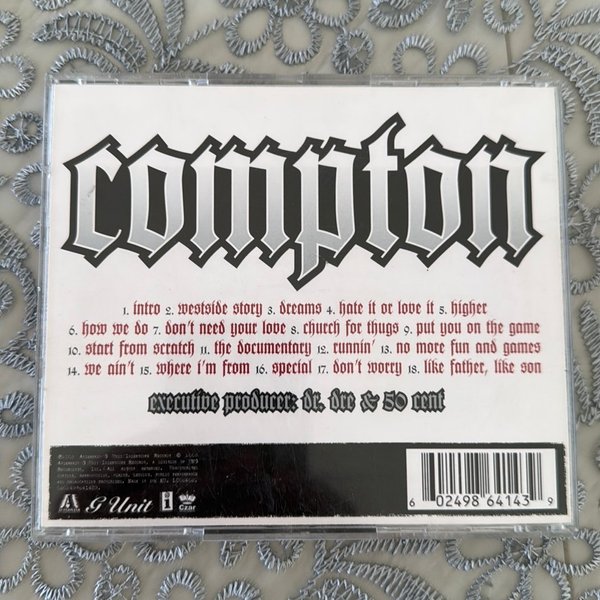 compton
1. intro 2. westside story 3. dreams 4. hate it or love it 5. higher
6. how we do 7. don't need your love 8. church for thugs 9. put you on the game
10. start from scratch 11. the documentary 12. runnin' 13. no more fun and games
14. we ain't 15. where i'm from 16. special 17. don't worry 18. like father, like son
executive producer: dr. dre & 50 cent
G Unit
Czar
6 02498 64143 9